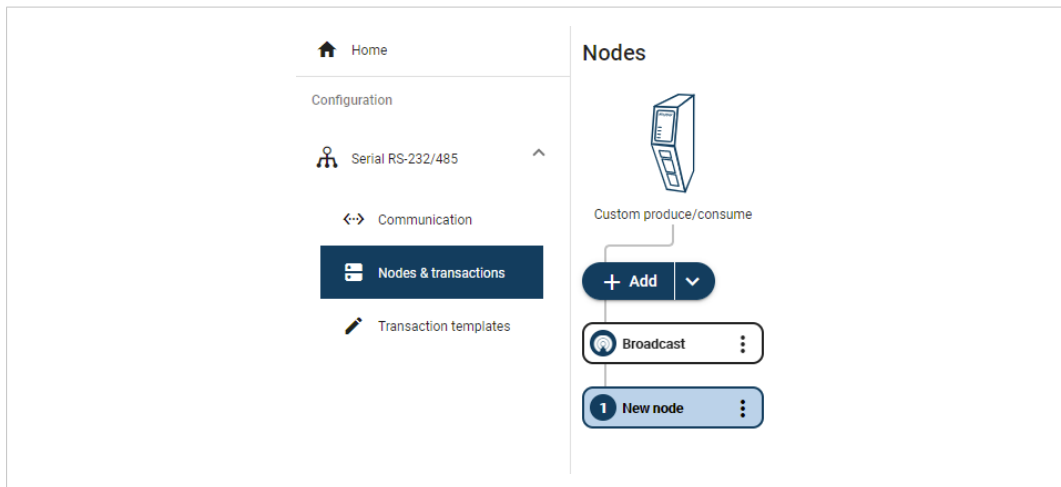 Home
Configuration
Serial RS-232/485
Communication
Nodes & transactions
Transaction templates
Nodes
Custom produce/consume
Add
Broadcast
1 New node